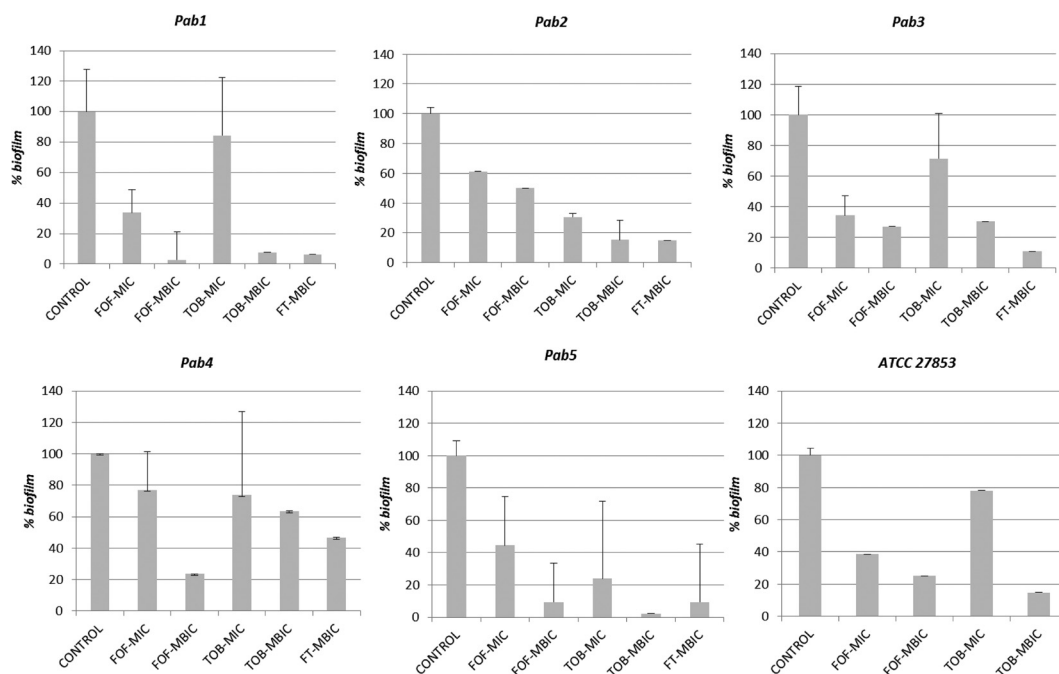 Pab1
% biofilm
140
120
100
80
60
40
20
0
CONTROL
FOF-MIC
FOF-MBIC
TOB-MIC
TOB-MBIC
FT-MBIC
Pab2
% biofilm
140
120
100
80
60
40
20
0
CONTROL
FOF-MIC
FOF-MBIC
TOB-MIC
TOB-MBIC
FT-MBIC
Pab3
% biofilm
140
120
100
80
60
40
20
0
CONTROL
FOF-MIC
FOF-MBIC
TOB-MIC
TOB-MBIC
FT-MBIC
Pab4
% biofilm
140
120
100
80
60
40
20
0
CONTROL
FOF-MIC
FOF-MBIC
TOB-MIC
TOB-MBIC
FT-MBIC
Pab5
% biofilm
140
120
100
80
60
40
20
0
CONTROL
FOF-MIC
FOF-MBIC
TOB-MIC
TOB-MBIC
FT-MBIC
ATCC 27853
% biofilm
140
120
100
80
60
40
20
0
CONTROL
FOF-MIC
FOF-MBIC
TOB-MIC
TOB-MBIC